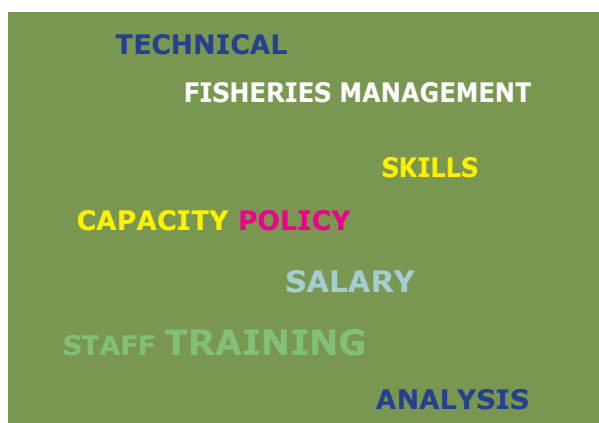 TECHNICAL
FISHERIES MANAGEMENT
SKILLS
CAPACITY POLICY
SALARY
STAFF TRAINING
ANALYSIS